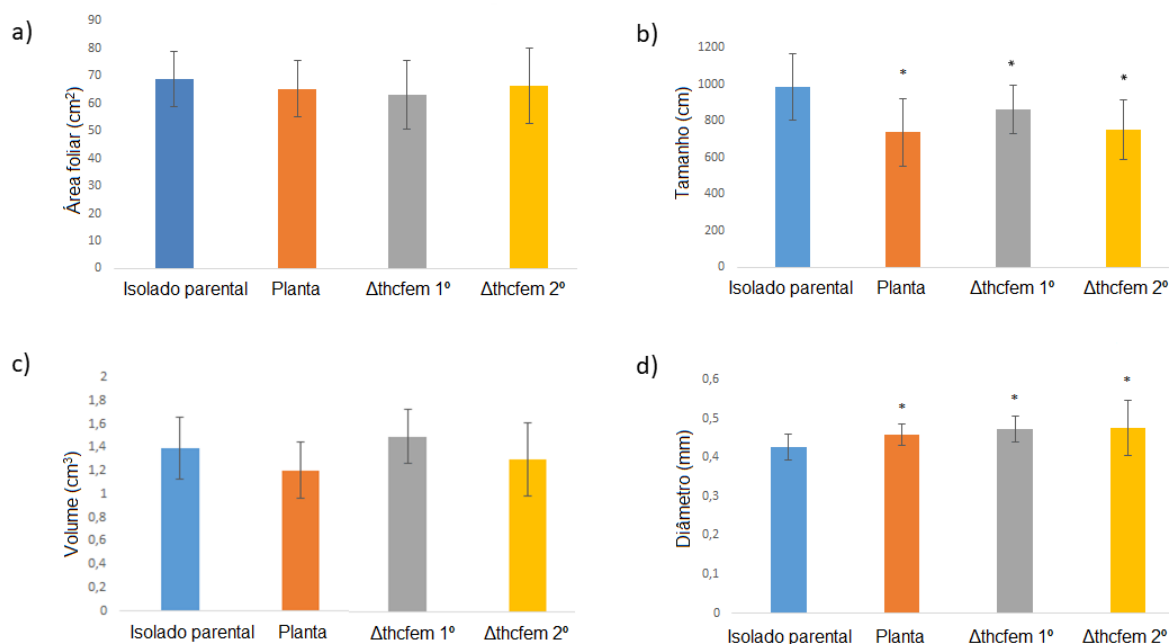 a)
Área foliar (cm²)
90
80
70
60
50
40
30
20
10
0
Isolado parental Planta Δthcfem 1º Δthcfem 2º
b)
Tamanho (cm)
1200
1000
800
600
400
200
0
* * *
Isolado parental Planta Δthcfem 1º Δthcfem 2º
c)
Volume (cm³)
2
1,8
1,6
1,4
1,2
1
0,8
0,6
0,4
0,2
0
Isolado parental Planta Δthcfem 1º Δthcfem 2º
d)
Diâmetro (mm)
0,6
0,5
0,4
0,3
0,2
0,1
0
* * *
Isolado parental Planta Δthcfem 1º Δthcfem 2º